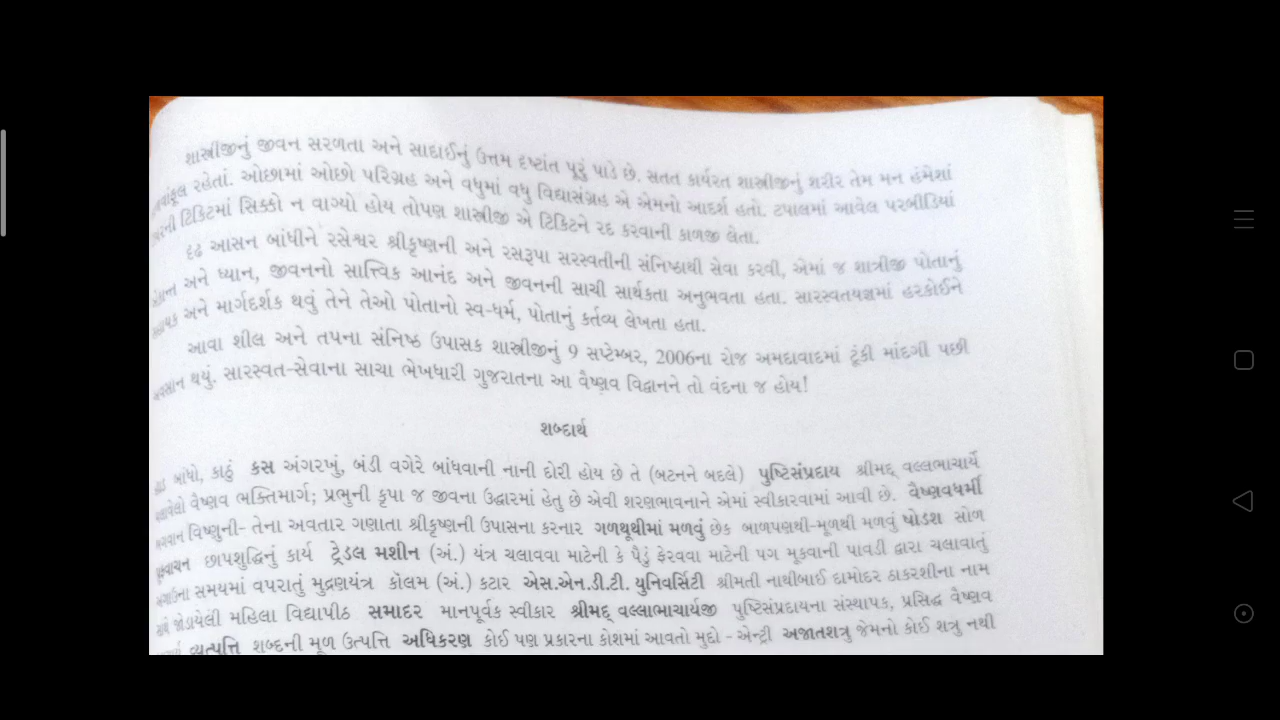 શાસ્ત્રીજીનું જીવન સરળતા અને સાદાઈનું ઉત્તમ દૃષ્ટાંત પૂરું પાડે છે. સતત કાર્યરત શાસ્ત્રીજીનું શરીર તેમ મન હંમેશાં
રહેતાં. ઓછામાં ઓછો પરિગ્રહ અને વધુમાં વધુ વિદ્યાસંગ્રહ એ એમનો આદર્શ હતો. ટપાલમાં આવેલ પરબીડિયાં
ટિકિટમાં સિક્કો ન વાગ્યો હોય તોપણ શાસ્ત્રીજી એ ટિકિટને રદ કરવાની કાળજી લેતા.
દૃઢ આસન બાંધીને રસેશ્વર શ્રીકૃષ્ણની અને રસરૂપા સરસ્વતીની સંનિષ્ઠાથી સેવા કરવી, એમાં જ શાત્રીજી પોતાનું
અને ધ્યાન, જીવનનો સાત્ત્વિક આનંદ અને જીવનની સાચી સાર્થકતા અનુભવતા હતા. સારસ્વતયજ્ઞમાં હરકોઈને
અને માર્ગદર્શક થવું તેને તેઓ પોતાનો સ્વ-ધર્મ, પોતાનું કર્તવ્ય લેખતા હતા.
આવા શીલ અને તપના સંનિષ્ઠ ઉપાસક શાસ્ત્રીજીનું 9 સપ્ટેમ્બર, 2006ના રોજ અમદાવાદમાં ટૂંકી માંદગી પછી
અવસાન થયું. સારસ્વત-સેવાના સાચા ભેખધારી ગુજરાતના આ વૈષ્ણવ વિદ્વાનને તો વંદના જ હોય!
શબ્દાર્થ
બાંધો, કાઠું કસ અંગરખું, બંડી વગેરે બાંધવાની નાની દોરી હોય છે તે (બટનને બદલે) પુષ્ટિસંપ્રદાય શ્રીમદ્ વલ્લભાચાર્યે
વૈષ્ણવ ભક્તિમાર્ગ; પ્રભુની કૃપા જ જીવના ઉદ્ધારમાં હેતુ છે એવી શરણભાવનાને એમાં સ્વીકારવામાં આવી છે. વૈષ્ણવધર્મી
વિષ્ણુની- તેના અવતાર ગણાતા શ્રીકૃષ્ણની ઉપાસના કરનાર ગળથૂથીમાં મળવું છેક બાળપણથી-મૂળથી મળવું ષોડશ સોળ
છાપશુદ્ધિનું કાર્ય ટ્રેડલ મશીન (અં.) યંત્ર ચલાવવા માટેની કે પૈડું ફેરવવા માટેની પગ મૂકવાની પાવડી દ્વારા ચલાવાતું
સમયમાં વપરાતું મુદ્રણયંત્ર કૉલમ (અં.) કટાર એસ.એન.ડી.ટી. યુનિવર્સિટી શ્રીમતી નાથીબાઈ દામોદર ઠાકરશીના નામ
જોડાયેલી મહિલા વિદ્યાપીઠ સમાદર માનપૂર્વક સ્વીકાર શ્રીમદ્ વલ્લાભાચાર્યજી પુષ્ટિસંપ્રદાયના સંસ્થાપક, પ્રસિદ્ધ વૈષ્ણવ
વ્યુત્પત્તિ શબ્દની મૂળ ઉત્પત્તિ અધિકરણ કોઈ પણ પ્રકારના કોશમાં આવતો મુદ્દો - એન્ટ્રી અજાતશત્રુ જેમનો કોઈ શત્રુ નથી